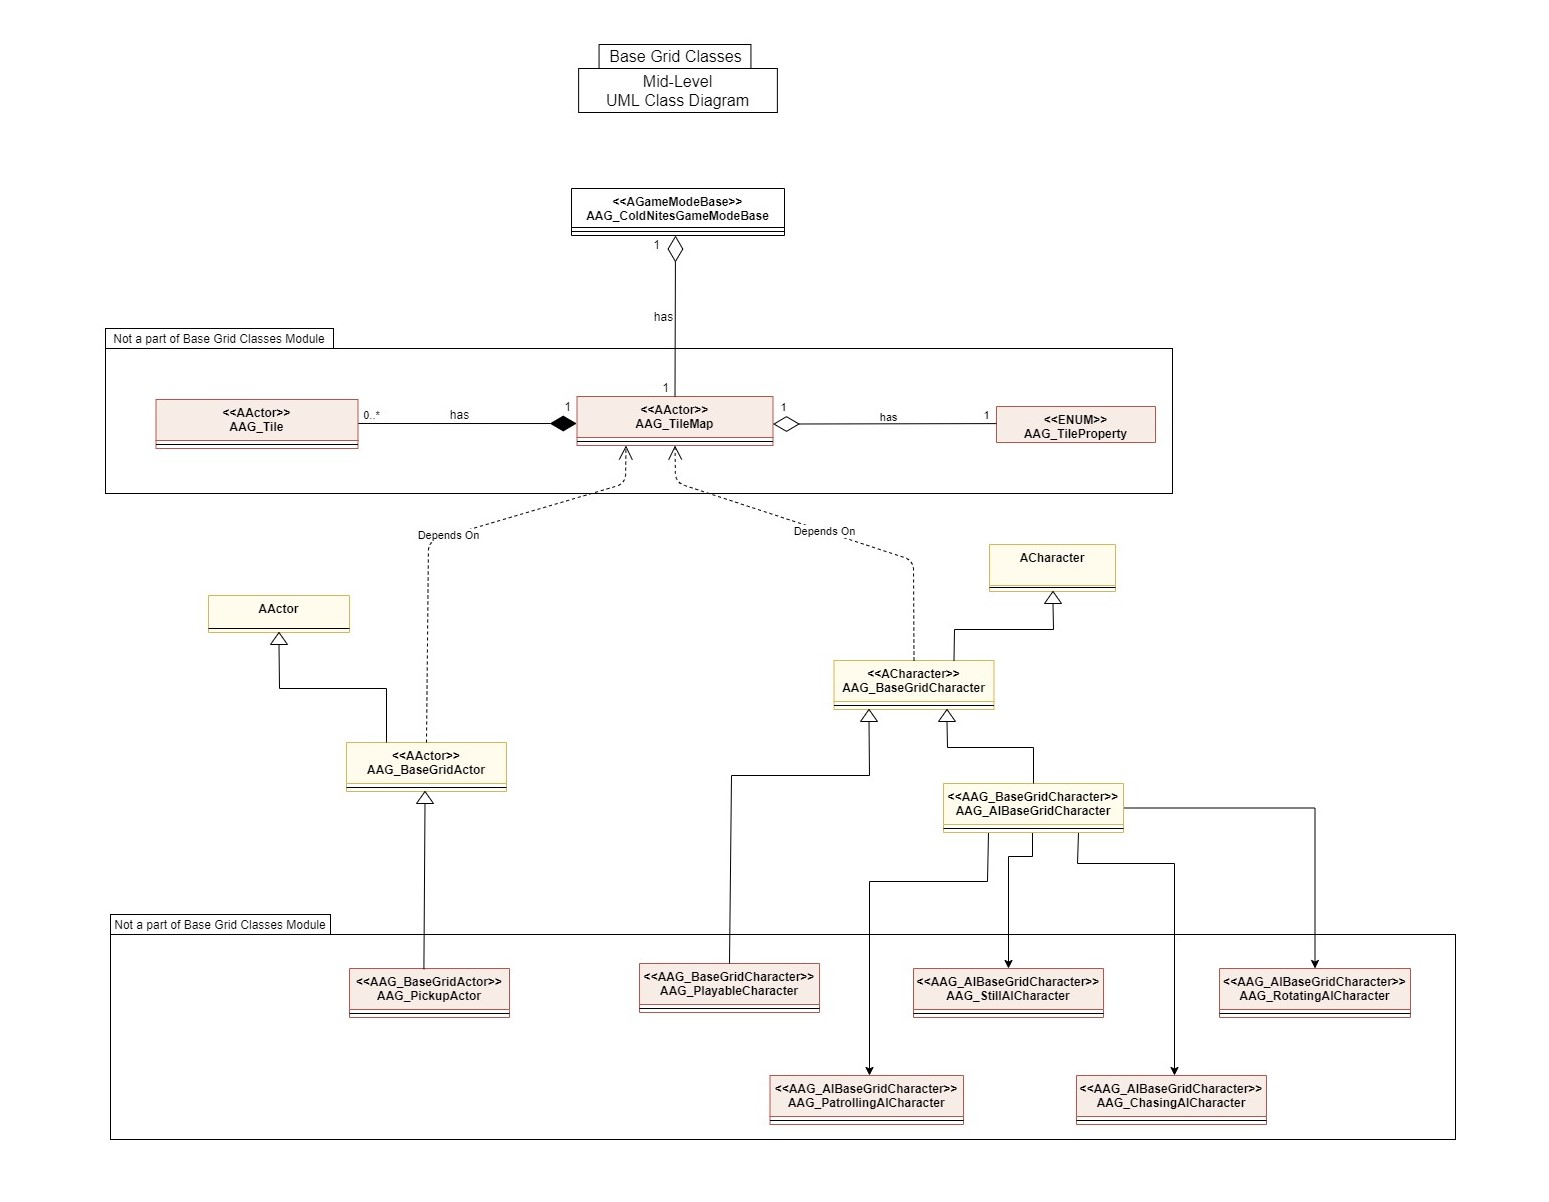 Base Grid Classes
Mid-Level
UML Class Diagram
<<AGameModeBase>>
AAG_ColdNitesGameModeBase
1
has
1
Not a part of Base Grid Classes Module
<<AActor>>
AAG_Tile
0..*
has
1
<<AActor>>
AAG_TileMap
1
has
1
<<ENUM>>
AAG_TileProperty
Depends On
Depends On
ACharacter
AActor
<<ACharacter>>
AAG_BaseGridCharacter
<<AActor>>
AAG_BaseGridActor
<<AAG_BaseGridCharacter>>
AAG_AIBaseGridCharacter
Not a part of Base Grid Classes Module
<<AAG_BaseGridActor>>
AAG_PickupActor
<<AAG_BaseGridCharacter>>
AAG_PlayableCharacter
<<AAG_AIBaseGridCharacter>>
AAG_StillAICharacter
<<AAG_AIBaseGridCharacter>>
AAG_RotatingAICharacter
<<AAG_AIBaseGridCharacter>>
AAG_PatrollingAICharacter
<<AAG_AIBaseGridCharacter>>
AAG_ChasingAICharacter